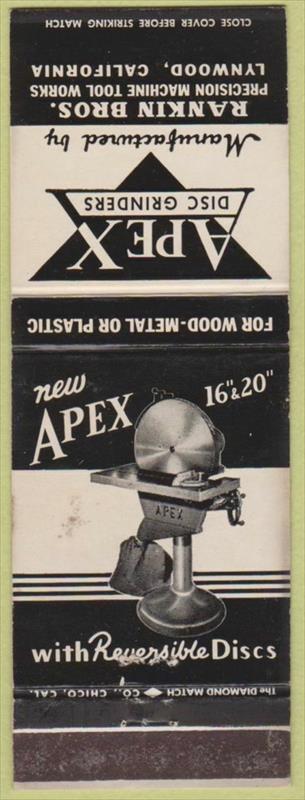 CLOSE COVER BEFORE STRIKING MATCH
LYNWOOD, CALIFORNIA
PRECISION MACHINE TOOL WORKS
RANKIN BROS.
Manufactured by
DISC GRINDERS
APEX
FOR WOOD-METAL OR PLASTIC
new
APEX
16"&20"
APEX
with Reversible Discs
The DIAMOND MATCH CO., CHICO, CAL.